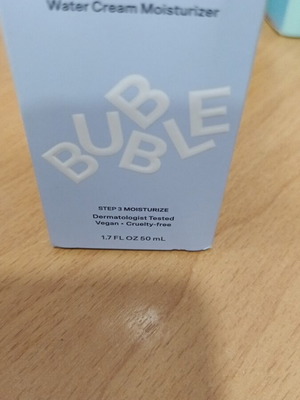 Water Cream Moisturizer
BUBBLE
STEP 3 MOISTURIZE
Dermatologist Tested
Vegan • Cruelty-free
1.7 FL OZ 50 mL